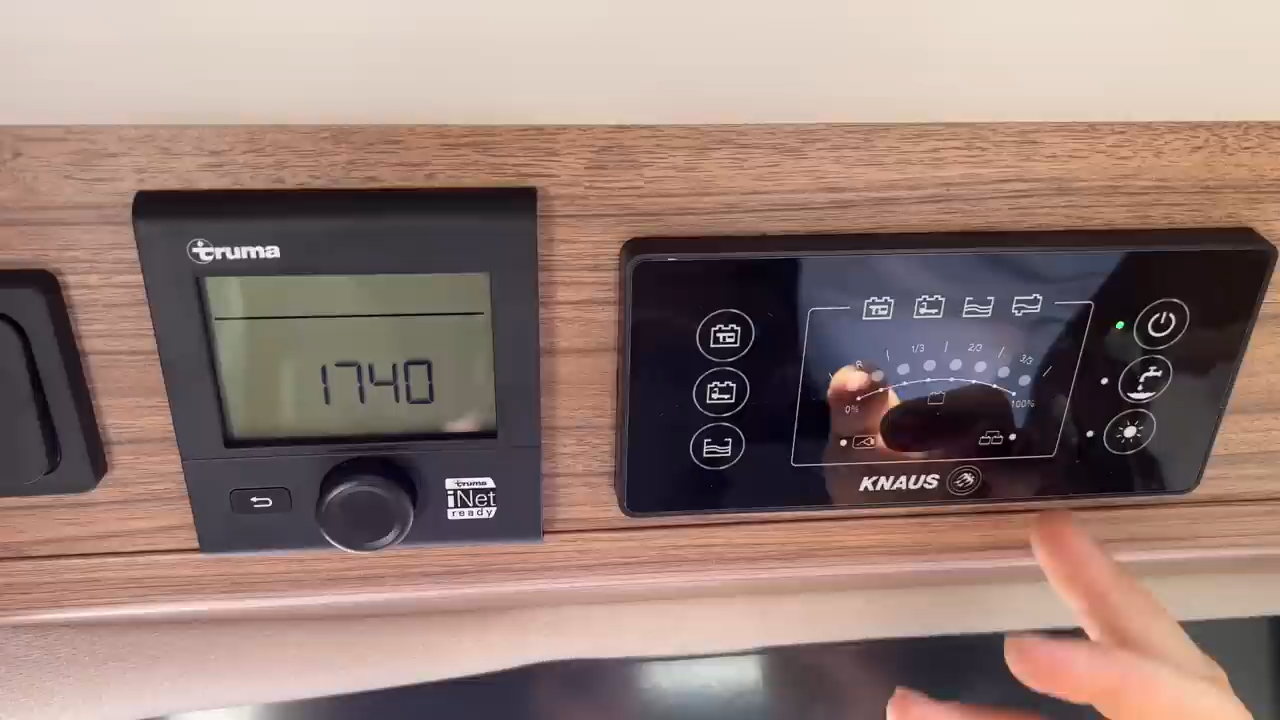 truma
1740
truma
iNet
ready
R 1/3 2/3 3/3
0% 100%
KNAUS